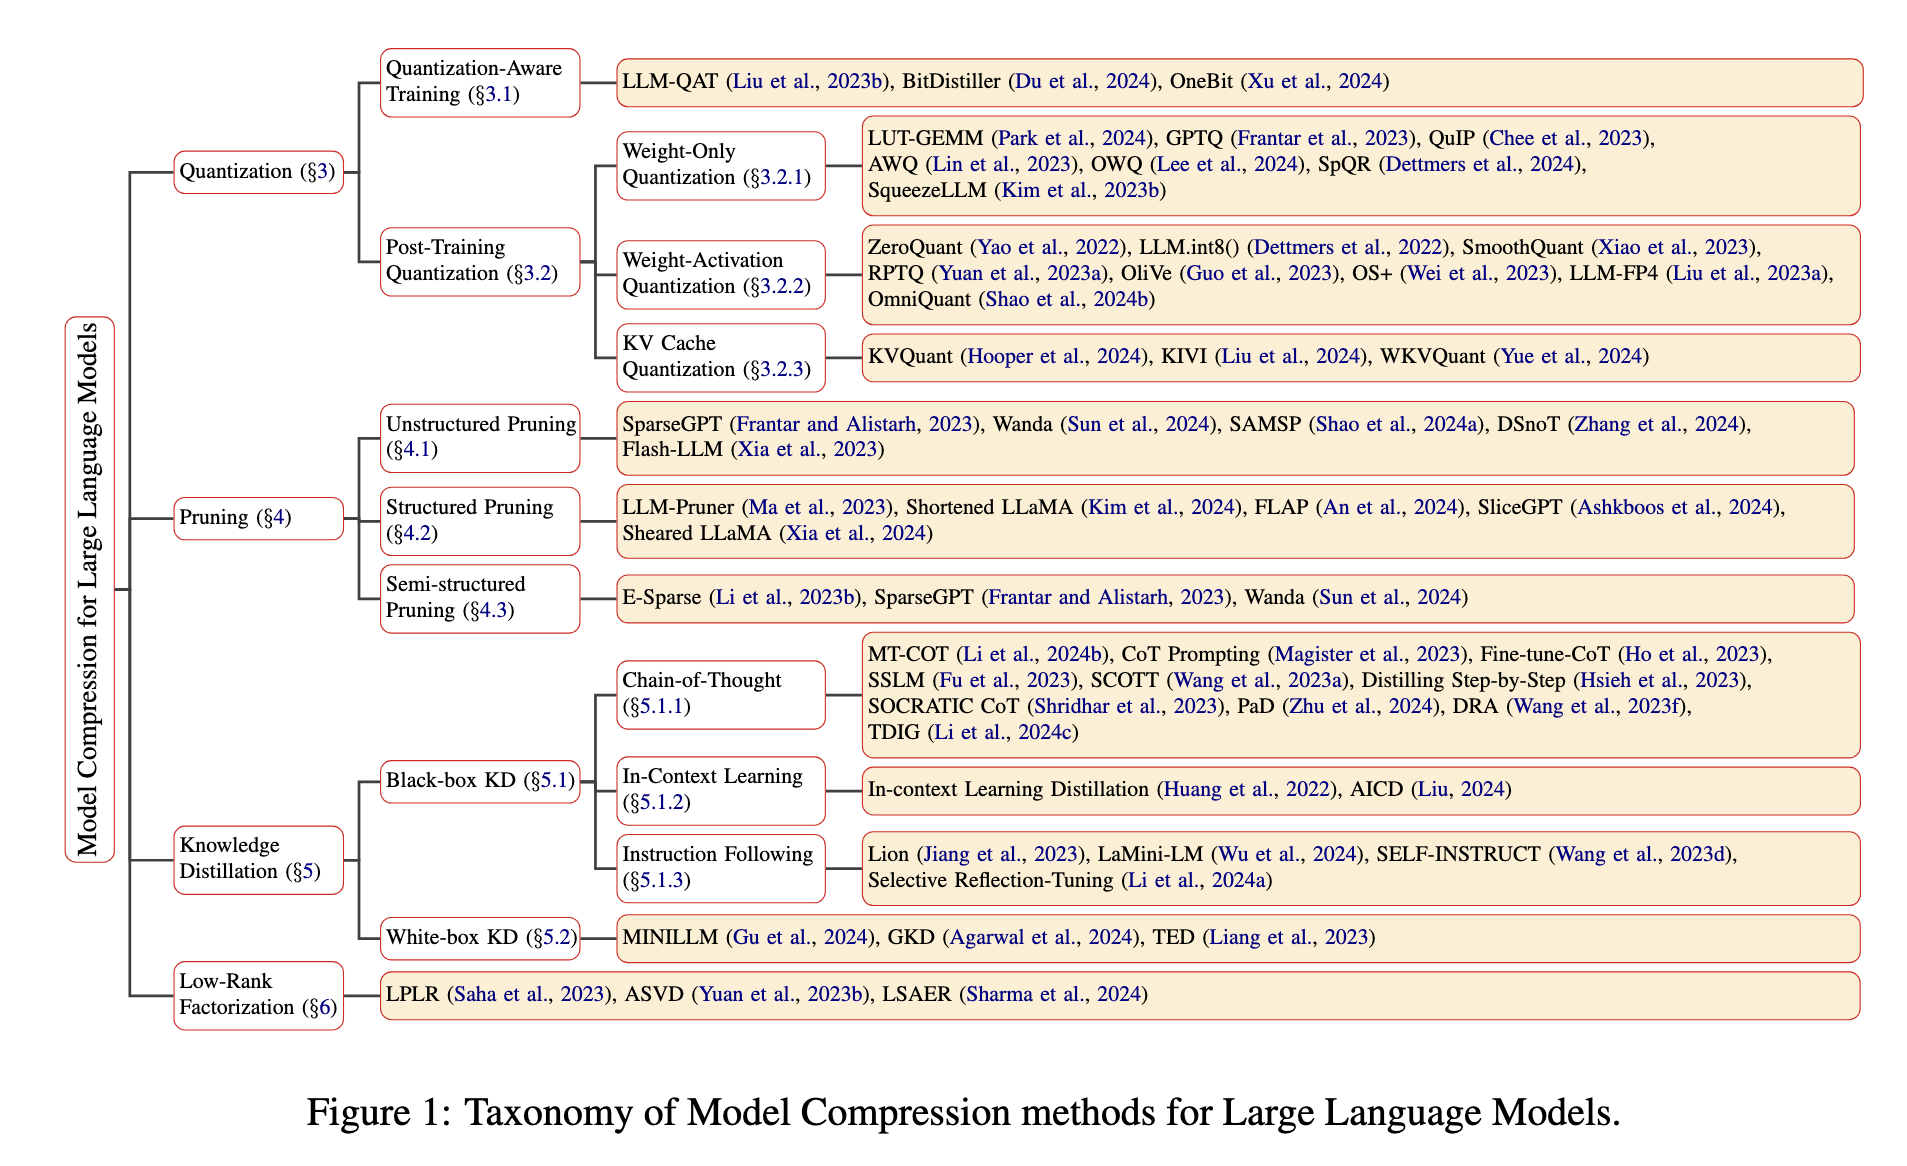 Model Compression for Large Language Models
Quantization (§3)
Quantization-Aware
Training (§3.1)
LLM-QAT (Liu et al., 2023b), BitDistiller (Du et al., 2024), OneBit (Xu et al., 2024)
Post-Training
Quantization (§3.2)
Weight-Only
Quantization (§3.2.1)
LUT-GEMM (Park et al., 2024), GPTQ (Frantar et al., 2023), QuIP (Chee et al., 2023),
AWQ (Lin et al., 2023), OWQ (Lee et al., 2024), SpQR (Dettmers et al., 2024),
SqueezeLLM (Kim et al., 2023b)
Weight-Activation
Quantization (§3.2.2)
ZeroQuant (Yao et al., 2022), LLM.int8() (Dettmers et al., 2022), SmoothQuant (Xiao et al., 2023),
RPTQ (Yuan et al., 2023a), OliVe (Guo et al., 2023), OS+ (Wei et al., 2023), LLM-FP4 (Liu et al., 2023a),
OmniQuant (Shao et al., 2024b)
KV Cache
Quantization (§3.2.3)
KVQuant (Hooper et al., 2024), KIVI (Liu et al., 2024), WKVQuant (Yue et al., 2024)
Pruning (§4)
Unstructured Pruning
(§4.1)
SparseGPT (Frantar and Alistarh, 2023), Wanda (Sun et al., 2024), SAMSP (Shao et al., 2024a), DSnoT (Zhang et al., 2024),
Flash-LLM (Xia et al., 2023)
Structured Pruning
(§4.2)
LLM-Pruner (Ma et al., 2023), Shortened LLaMA (Kim et al., 2024), FLAP (An et al., 2024), SliceGPT (Ashkboos et al., 2024),
Sheared LLaMA (Xia et al., 2024)
Semi-structured
Pruning (§4.3)
E-Sparse (Li et al., 2023b), SparseGPT (Frantar and Alistarh, 2023), Wanda (Sun et al., 2024)
Knowledge
Distillation (§5)
Black-box KD (§5.1)
Chain-of-Thought
(§5.1.1)
MT-COT (Li et al., 2024b), CoT Prompting (Magister et al., 2023), Fine-tune-CoT (Ho et al., 2023),
SSLM (Fu et al., 2023), SCOTT (Wang et al., 2023a), Distilling Step-by-Step (Hsieh et al., 2023),
SOCRATIC CoT (Shridhar et al., 2023), PaD (Zhu et al., 2024), DRA (Wang et al., 2023f),
TDIG (Li et al., 2024c)
In-Context Learning
(§5.1.2)
In-context Learning Distillation (Huang et al., 2022), AICD (Liu, 2024)
Instruction Following
(§5.1.3)
Lion (Jiang et al., 2023), LaMini-LM (Wu et al., 2024), SELF-INSTRUCT (Wang et al., 2023d),
Selective Reflection-Tuning (Li et al., 2024a)
White-box KD (§5.2)
MINILLM (Gu et al., 2024), GKD (Agarwal et al., 2024), TED (Liang et al., 2023)
Low-Rank
Factorization (§6)
LPLR (Saha et al., 2023), ASVD (Yuan et al., 2023b), LSAER (Sharma et al., 2024)
Figure 1: Taxonomy of Model Compression methods for Large Language Models.